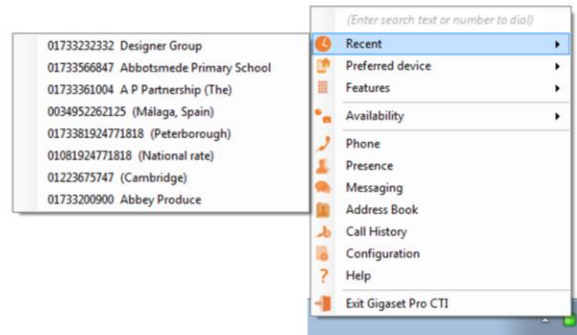 (Enter search text or number to dial)
Recent
Preferred device
Features
Availability
Phone
Presence
Messaging
Address Book
Call History
Configuration
Help
Exit Gigaset Pro CTI
01733232332 Designer Group
01733566847 Abbotsmede Primary School
01733361004 A P Partnership (The)
0034952262125 (Málaga, Spain)
0173381924771818 (Peterborough)
01081924771818 (National rate)
01223675747 (Cambridge)
01733200900 Abbey Produce